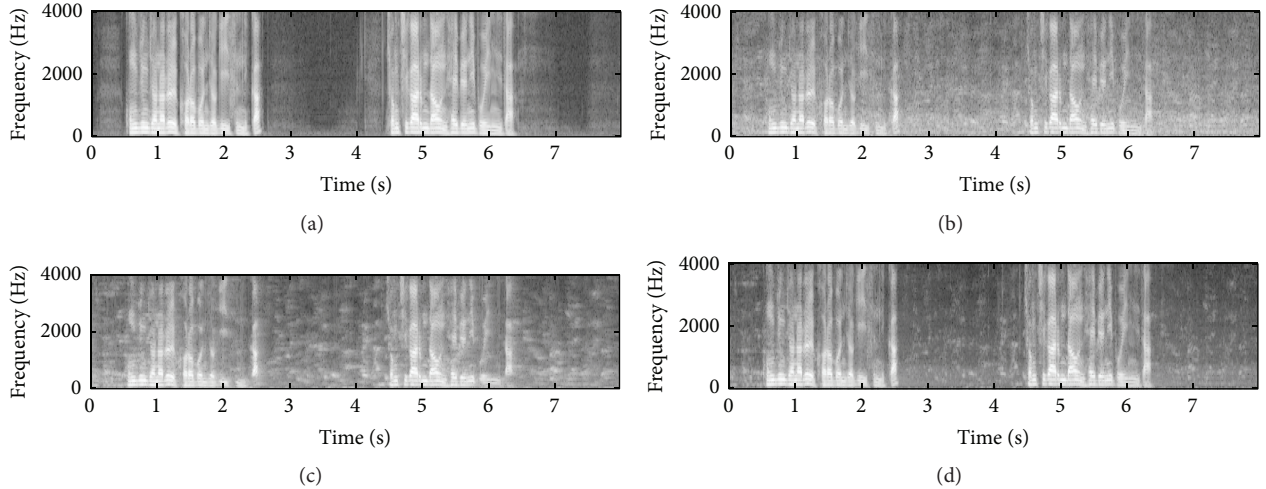 Frequency (Hz)
4000
2000
0
0 1 2 3 4 5 6 7
Time (s)
(a)
Frequency (Hz)
4000
2000
0
0 1 2 3 4 5 6 7
Time (s)
(b)
Frequency (Hz)
4000
2000
0
0 1 2 3 4 5 6 7
Time (s)
(c)
Frequency (Hz)
4000
2000
0
0 1 2 3 4 5 6 7
Time (s)
(d)